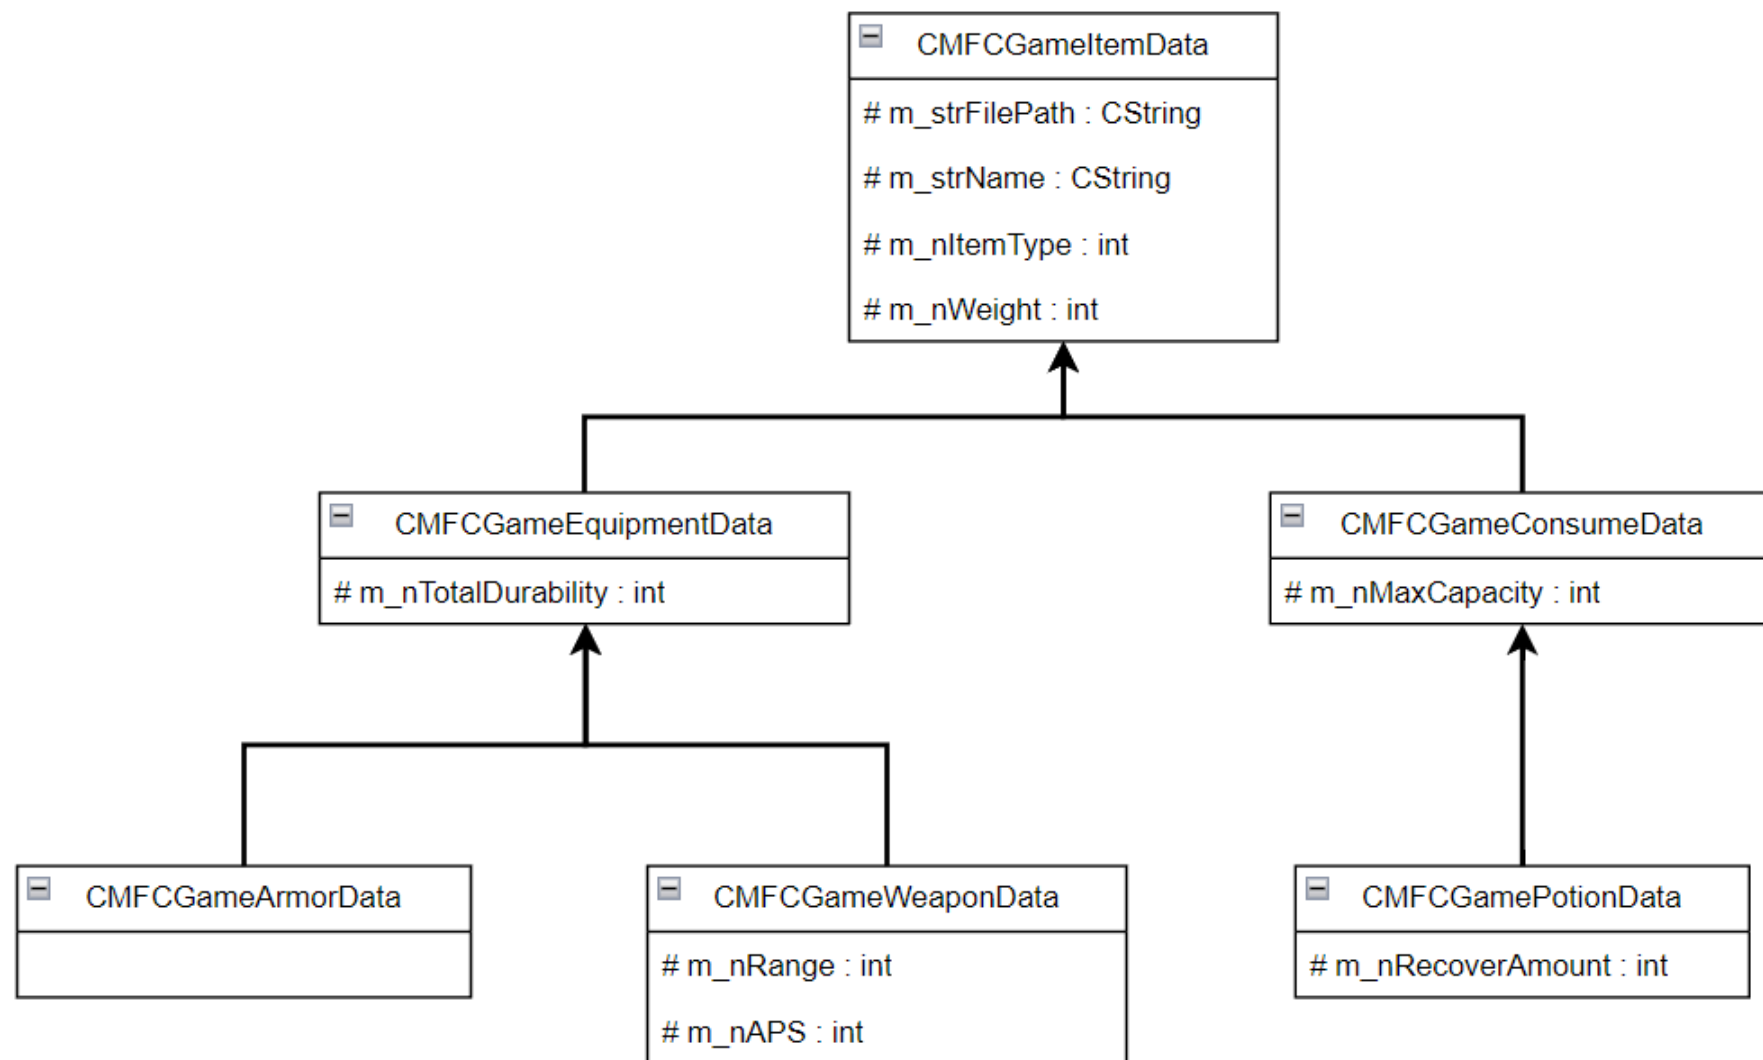 CMFCGameItemData
# m_strFilePath : CString
# m_strName : CString
# m_nItemType : int
# m_nWeight : int
CMFCGameEquipmentData
# m_nTotalDurability : int
CMFCGameConsumeData
# m_nMaxCapacity : int
CMFCGameArmorData
CMFCGameWeaponData
# m_nRange : int
# m_nAPS : int
CMFCGamePotionData
# m_nRecoverAmount : int